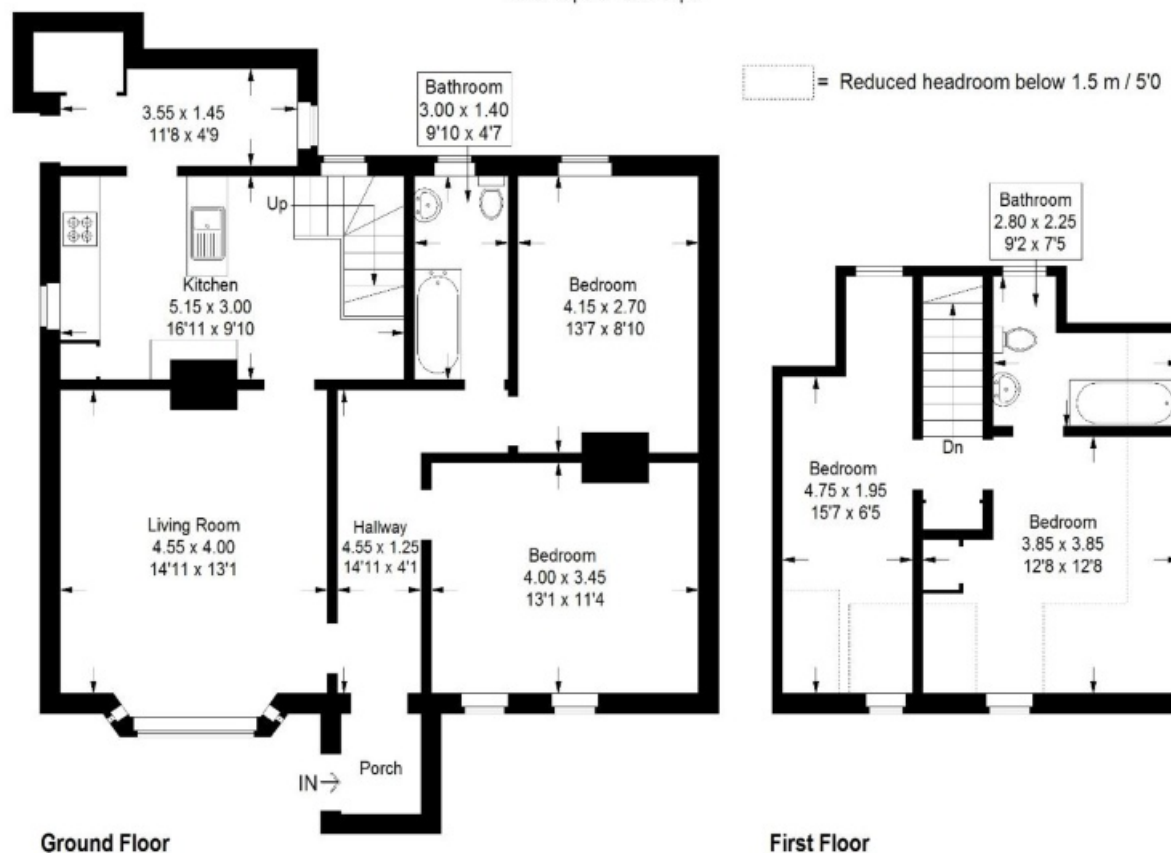 = Reduced headroom below 1.5 m / 5'0
3.55 x 1.45
11'8 x 4'9
Bathroom
3.00 x 1.40
9'10 x 4'7
Up
Kitchen
5.15 x 3.00
16'11 x 9'10
Bedroom
4.15 x 2.70
13'7 x 8'10
Living Room
4.55 x 4.00
14'11 x 13'1
Hallway
4.55 x 1.25
14'11 x 4'1
Bedroom
4.00 x 3.45
13'1 x 11'4
IN
Porch
Ground Floor
Bathroom
2.80 x 2.25
9'2 x 7'5
Dn
Bedroom
4.75 x 1.95
15'7 x 6'5
Bedroom
3.85 x 3.85
12'8 x 12'8
First Floor